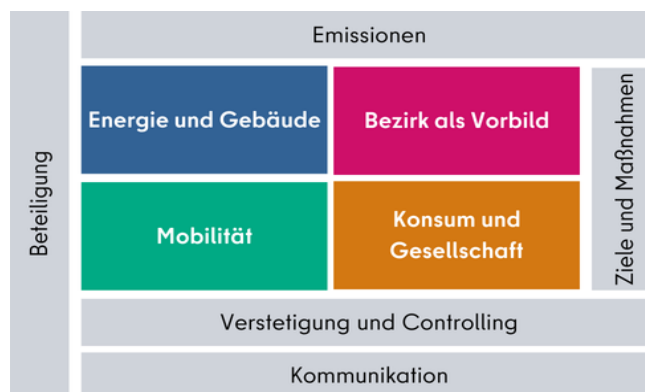 Emissionen
Beteiligung
Energie und Gebäude
Bezirk als Vorbild
Ziele und Maßnahmen
Mobilität
Konsum und
Gesellschaft
Verstetigung und Controlling
Kommunikation